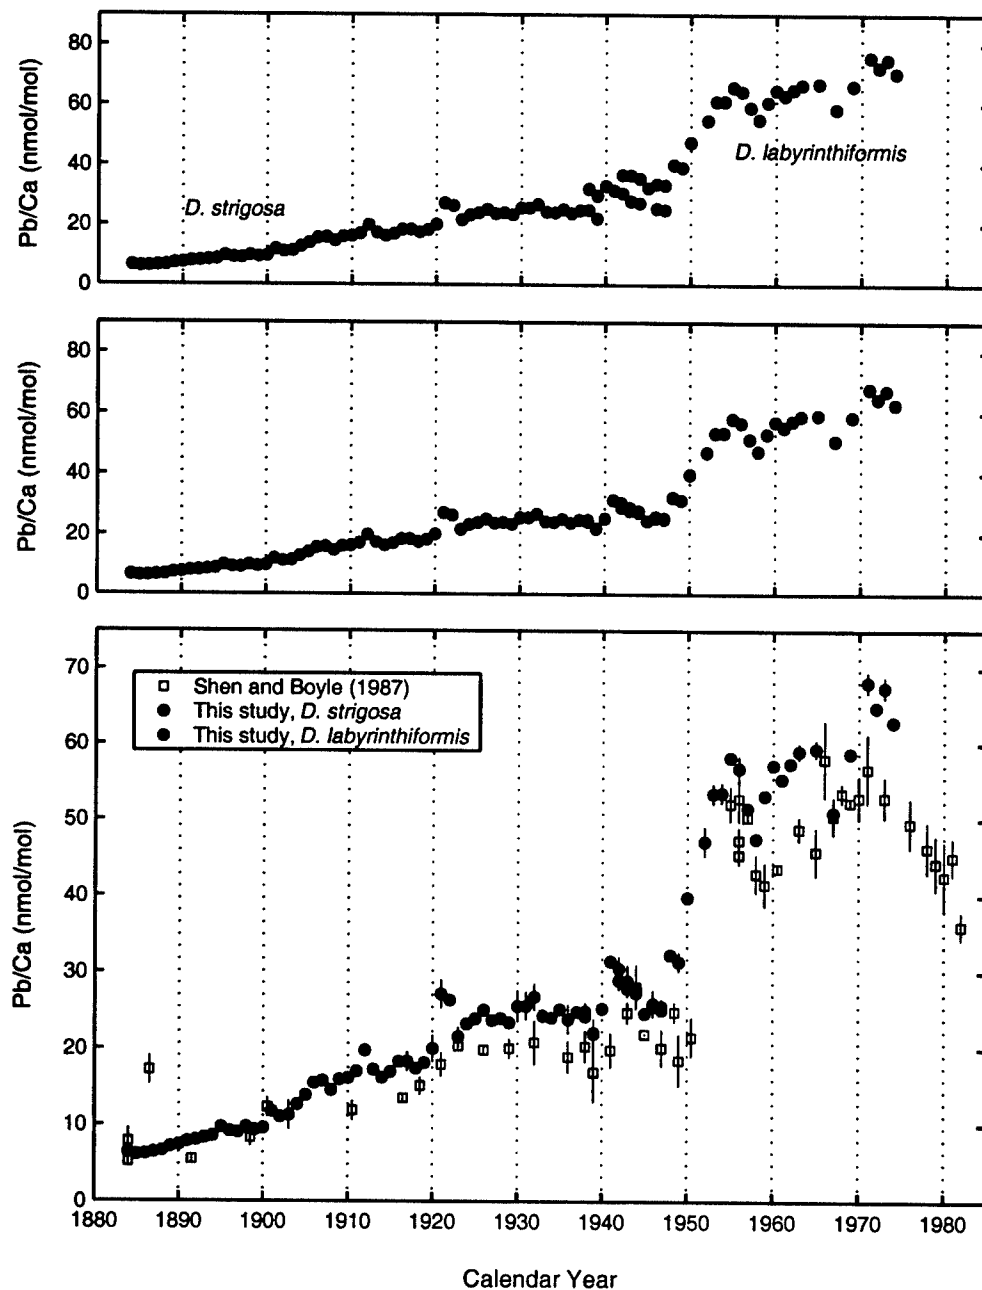 80
60
40
20
0
Pb/Ca (nmol/mol)
D. strigosa
D. labyrinthiformis
80
60
40
20
0
Pb/Ca (nmol/mol)
70
60
50
40
30
20
10
0
Pb/Ca (nmol/mol)
Shen and Boyle (1987)
This study, D. strigosa
This study, D. labyrinthiformis
1880 1890 1900 1910 1920 1930 1940 1950 1960 1970 1980
Calendar Year